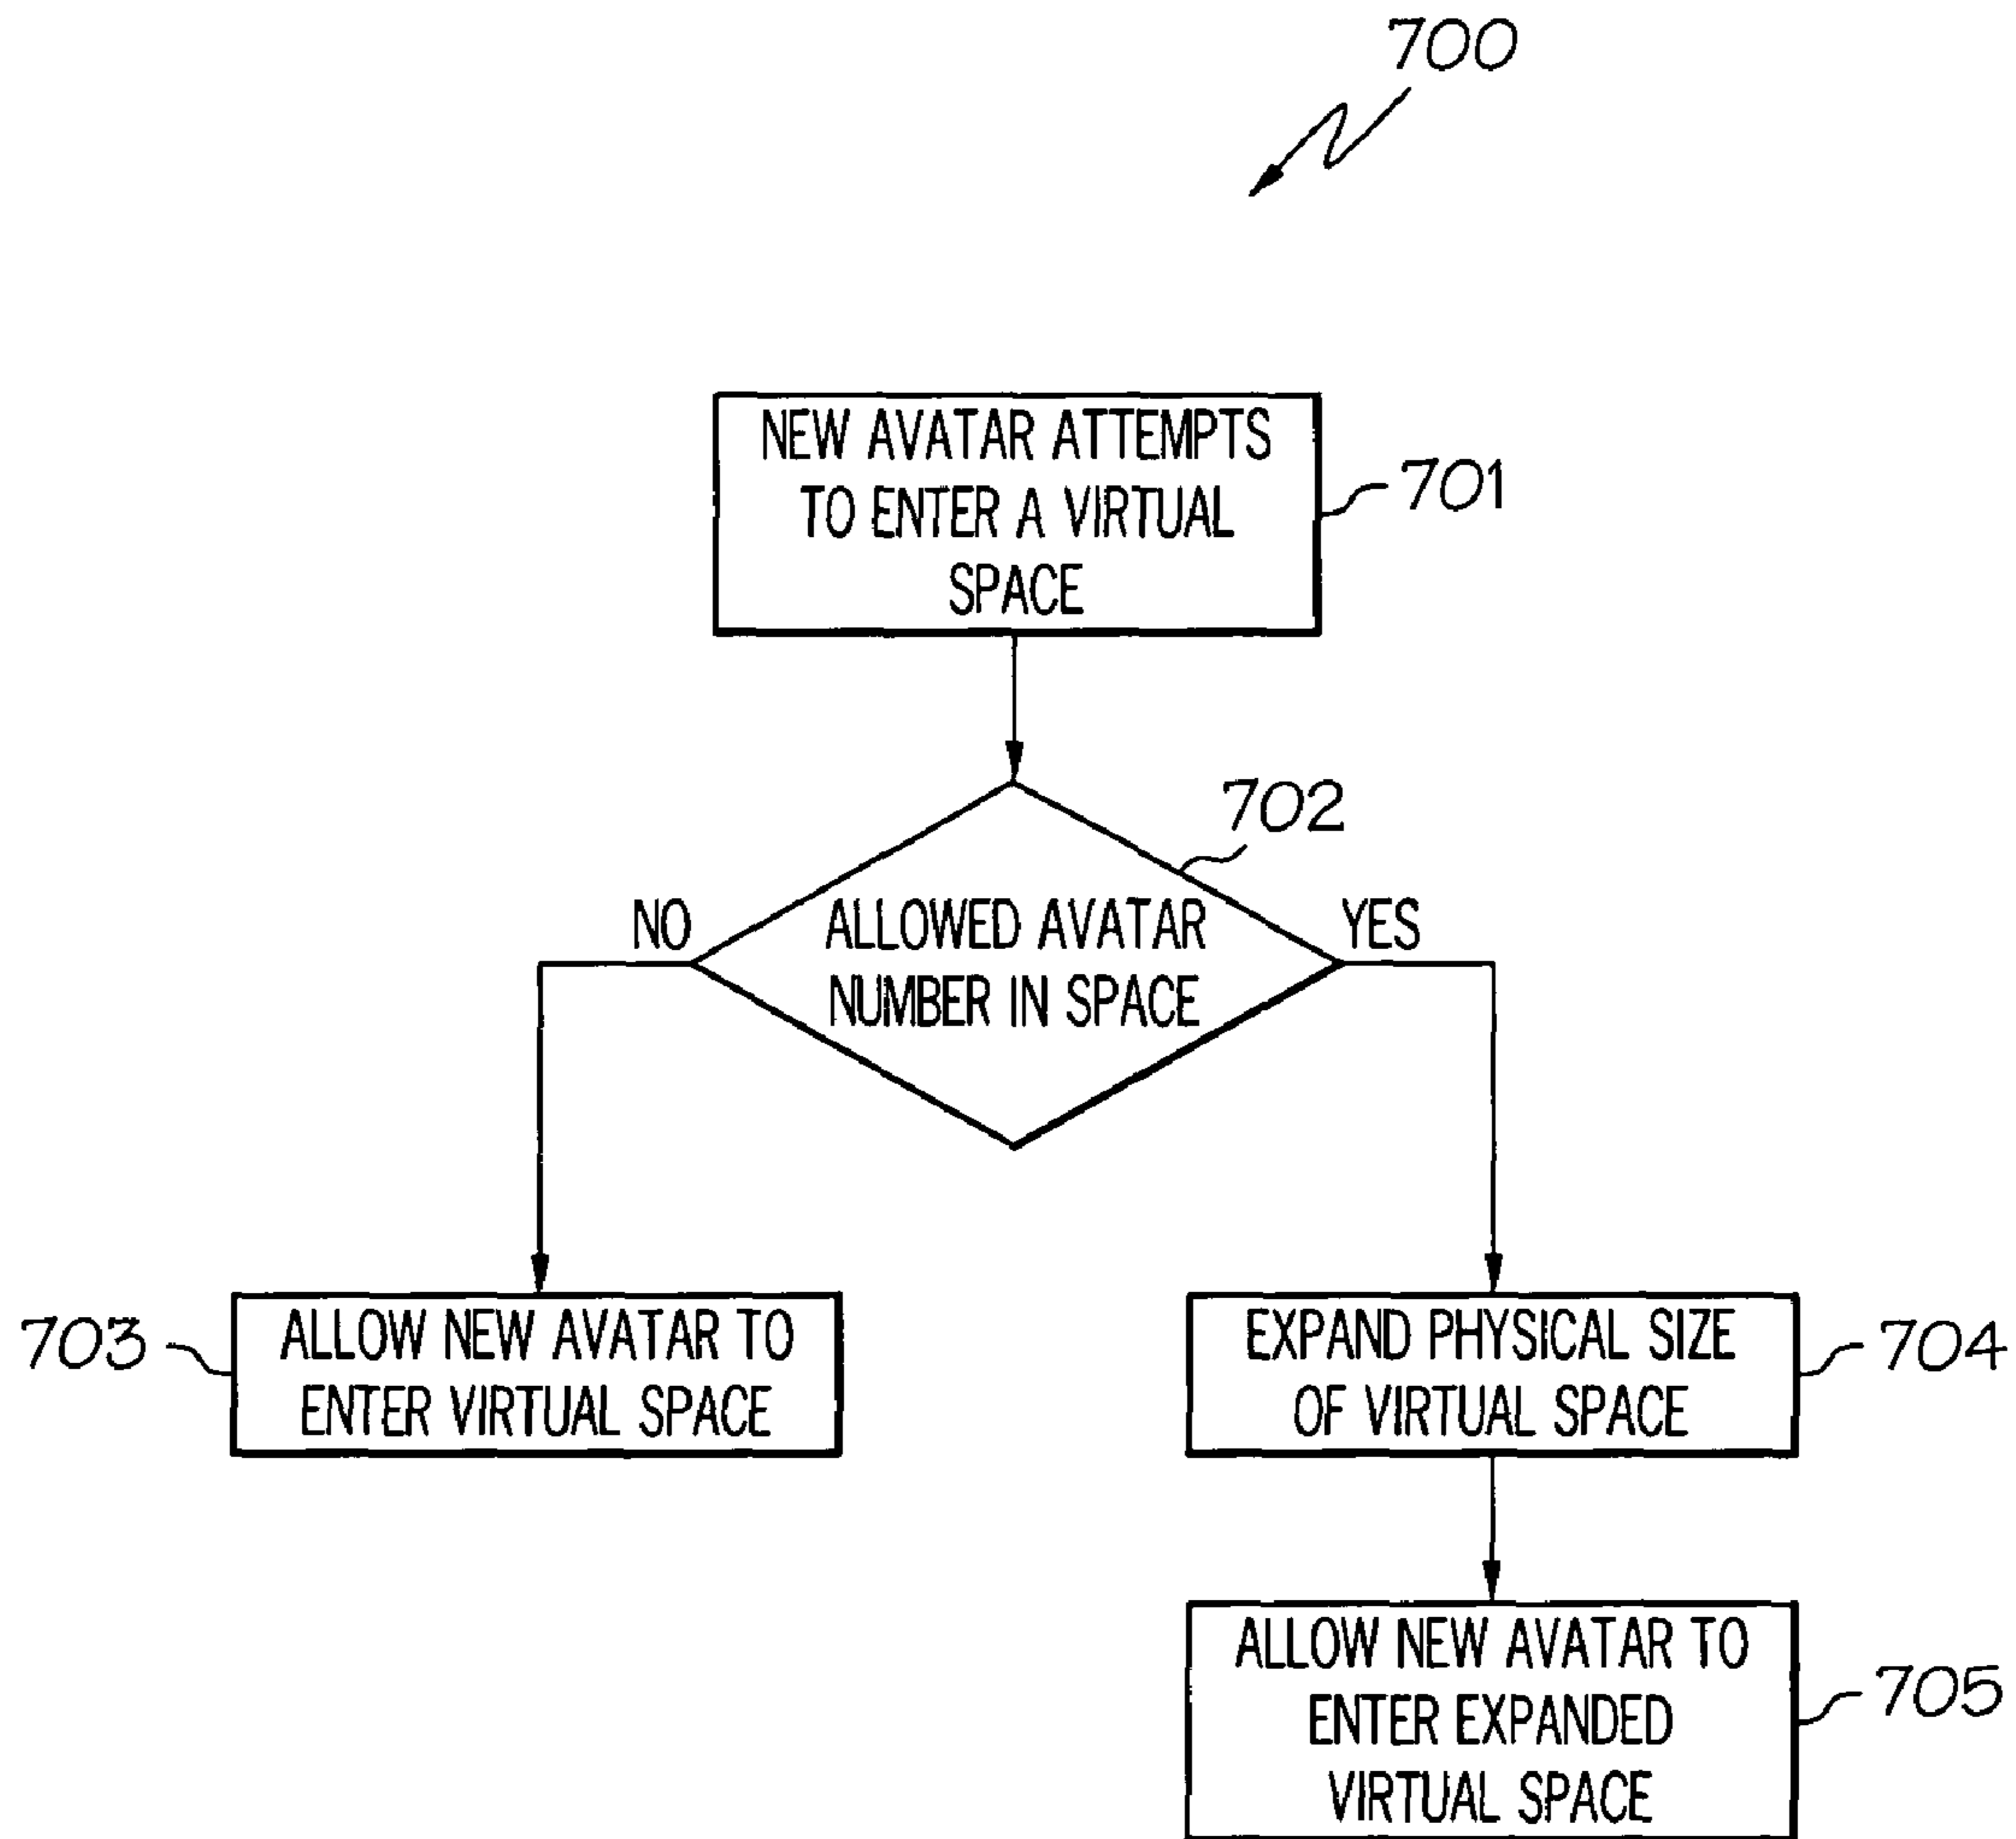 700
NEW AVATAR ATTEMPTS
TO ENTER A VIRTUAL
SPACE
701
702
NO
ALLOWED AVATAR
NUMBER IN SPACE
YES
703
ALLOW NEW AVATAR TO
ENTER VIRTUAL SPACE
EXPAND PHYSICAL SIZE
OF VIRTUAL SPACE
704
ALLOW NEW AVATAR TO
ENTER EXPANDED
VIRTUAL SPACE
705